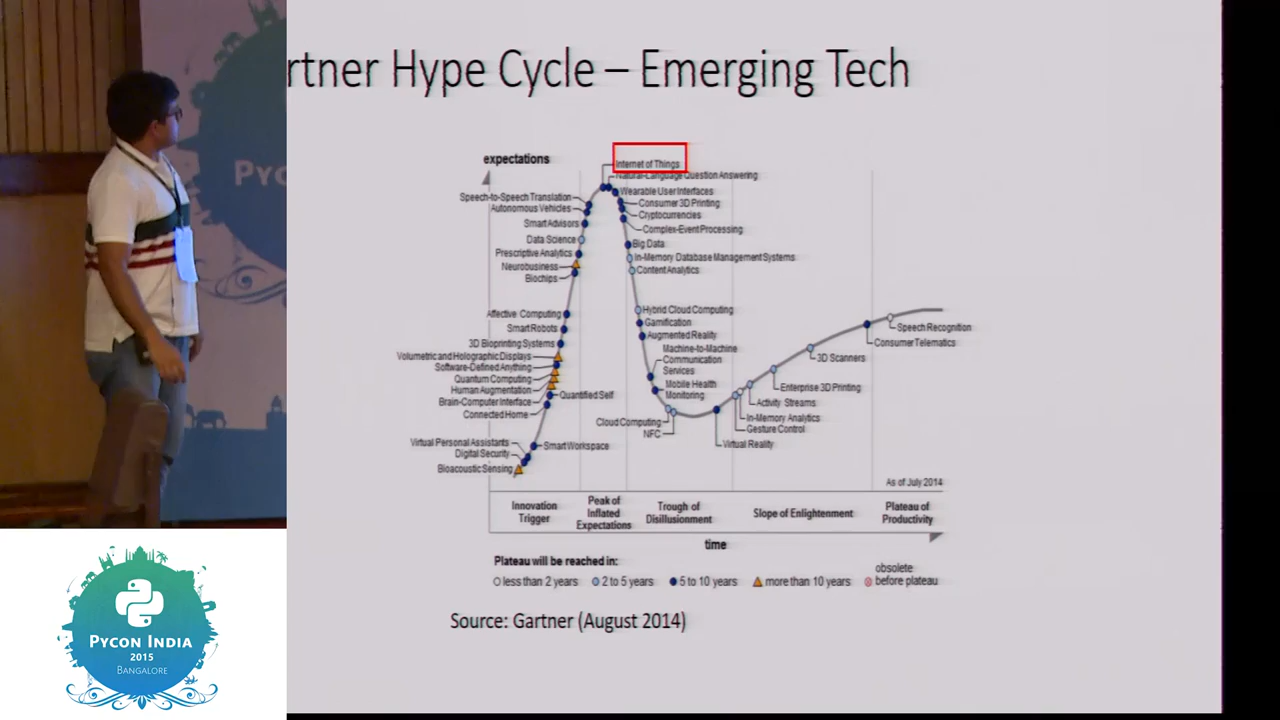 rtner Hype Cycle – Emerging Tech
expectations
Internet of Things
Natural-Language Question Answering
Wearable User Interfaces
Consumer 3D Printing
Cryptocurrencies
Complex-Event Processing
Big Data
In-Memory Database Management Systems
Content Analytics
Speech-to-Speech Translation
Autonomous Vehicles
Smart Advisors
Data Science
Prescriptive Analytics
Neurobusiness
Biochips
Affective Computing
Smart Robots
3D Bioprinting Systems
Volumetric and Holographic Displays
Software-Defined Anything
Quantum Computing
Human Augmentation
Brain-Computer Interface
Connected Home
Quantified Self
Virtual Personal Assistants
Digital Security
Bioacoustic Sensing
Smart Workspace
Hybrid Cloud Computing
Gamification
Augmented Reality
Machine-to-Machine
Communication
Services
Mobile Health
Monitoring
Cloud Computing
NFC
Virtual Reality
Gesture Control
In-Memory Analytics
Activity Streams
Enterprise 3D Printing
3D Scanners
Consumer Telematics
Speech Recognition
As of July 2014
Innovation
Trigger
Peak of
Inflated
Expectations
Trough of
Disillusionment
Slope of Enlightenment
Plateau of
Productivity
time
Plateau will be reached in:
less than 2 years
2 to 5 years
5 to 10 years
more than 10 years
obsolete
before plateau
Source: Gartner (August 2014)
PyC
PYCON INDIA
2015
BANGALORE